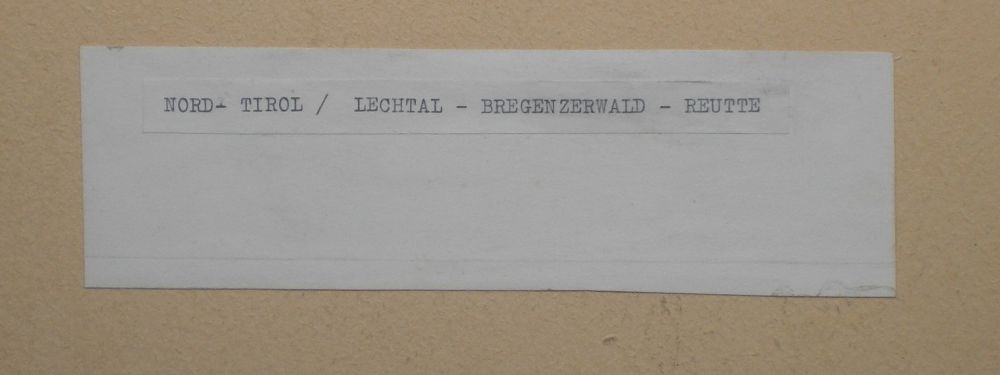 NORD- TIROL / LECHTAL - BREGENZERWALD - REUTTE